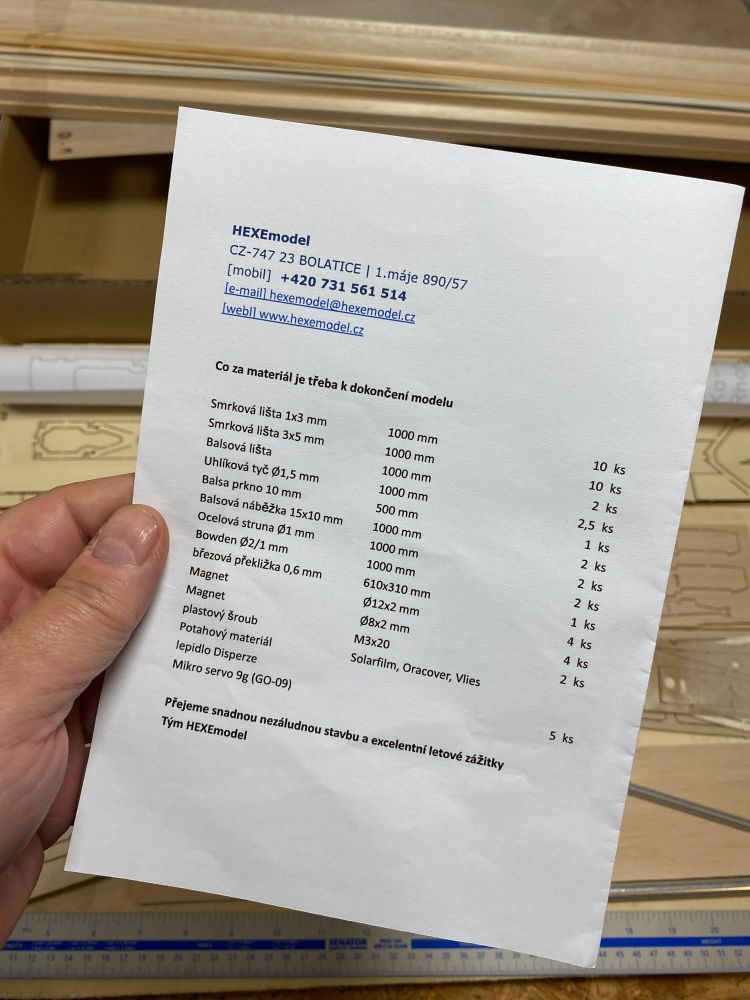 HEXEmodel
CZ-747 23 BOLATICE | 1.máje 890/57
[mobil] +420 731 561 514
[e-mail] hexemodel@hexemodel.cz
[webl] www.hexemodel.cz
Co za materiál je třeba k dokončení modelu
Smrková lišta 1x3 mm 1000 mm 10 ks
Smrková lišta 3x5 mm 1000 mm 10 ks
Balsová lišta 1000 mm 2 ks
Uhlíková tyč Ø1,5 mm 1000 mm 2,5 ks
Balsa prkno 10 mm 500 mm 1 ks
Balsová náběžka 15x10 mm 1000 mm 2 ks
Ocelová struna Ø1 mm 1000 mm 2 ks
Bowden Ø2/1 mm 1000 mm 2 ks
březová překližka 0,6 mm 610x310 mm 1 ks
Magnet Ø12x2 mm 4 ks
Magnet Ø8x2 mm 4 ks
plastový šroub M3x20 2 ks
Potahový materiál Solarfilm, Oracover, Vlies
lepidlo Disperze
Mikro servo 9g (GO-09) 5 ks
Přejeme snadnou nezáludnou stavbu a excelentní letové zážitky
Tým HEXEmodel
SENATOR